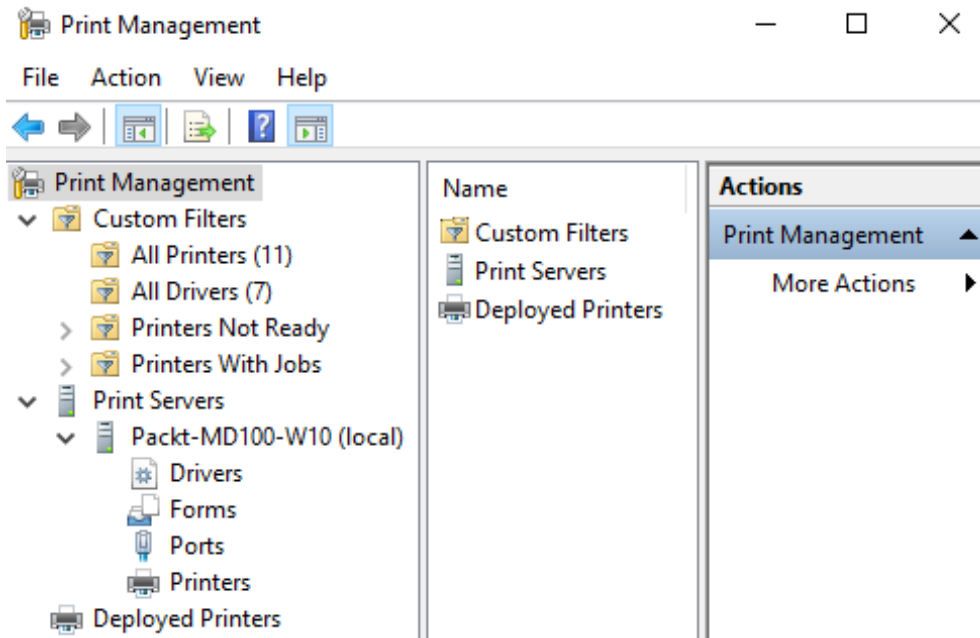 Print Management
File Action View Help
Print Management
Custom Filters
All Printers (11)
All Drivers (7)
Printers Not Ready
Printers With Jobs
Print Servers
Packt-MD100-W10 (local)
Drivers
Forms
Ports
Printers
Deployed Printers
Name
Custom Filters
Print Servers
Deployed Printers
Actions
Print Management
More Actions